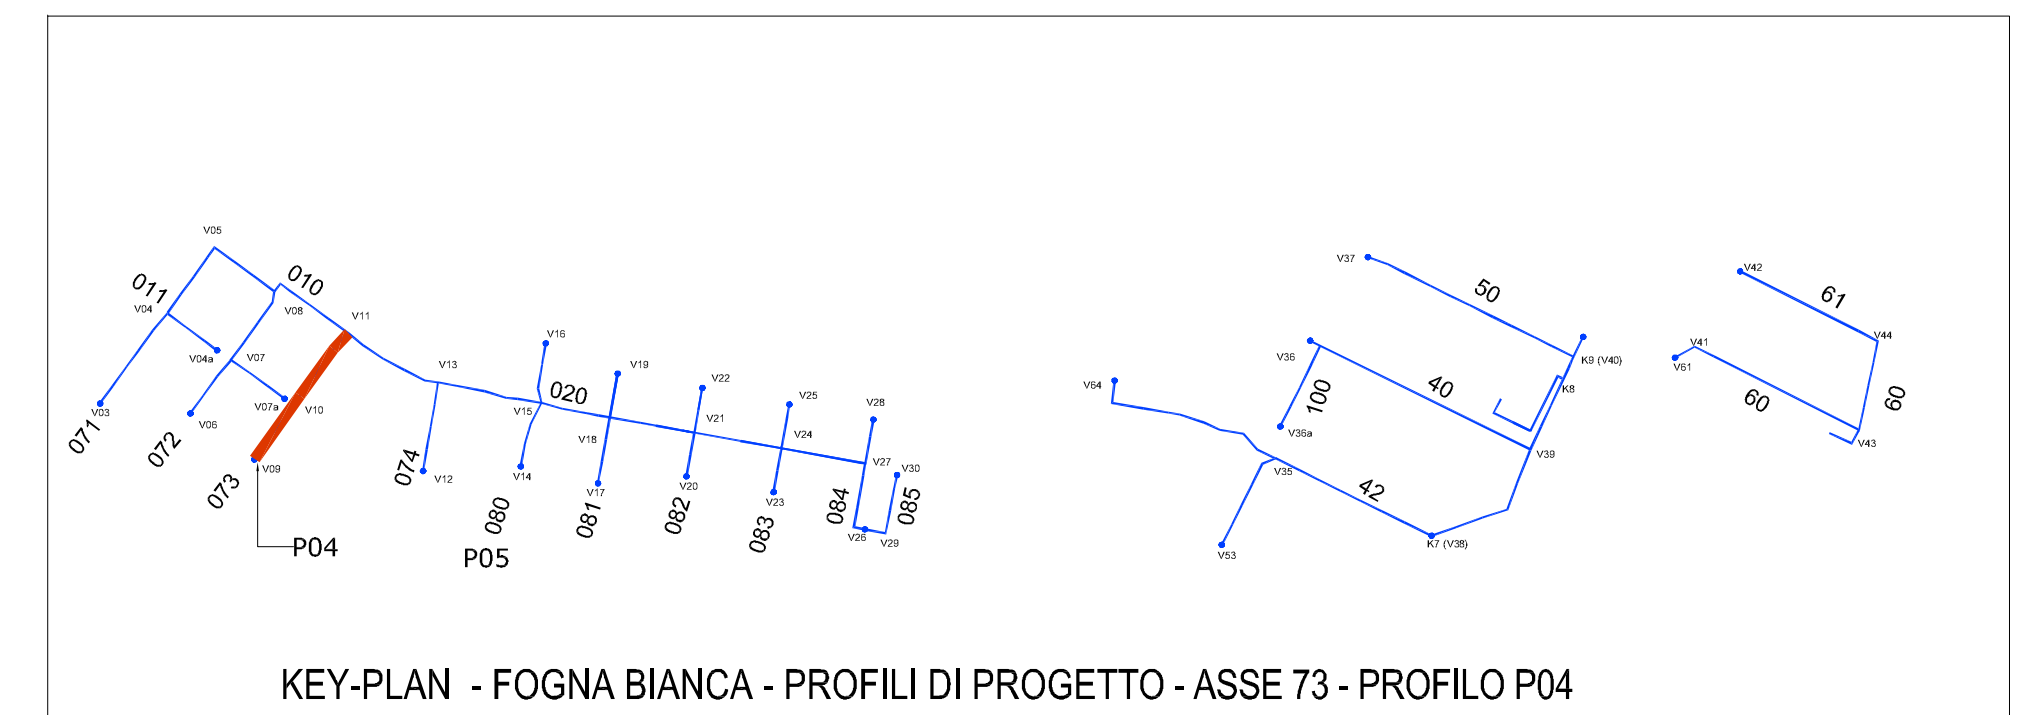 V05
011
010
V04
V08
V11
V04a
V07
V07a
V10
V03
071
V06
072
V09
073
P04
V13
074
V12
V16
020
V15
V14
080
P05
V19
V18
V17
081
V22
V21
V20
082
V25
V24
V23
083
V28
V27
V30
084
085
V26
V29
V37
50
V36
K9 (V40)
K8
40
100
V64
V36a
V39
V35
42
V53
K7 (V38)
V42
61
V44
V41
V61
60
60
V43
KEY-PLAN - FOGNA BIANCA - PROFILI DI PROGETTO - ASSE 73 - PROFILO P04